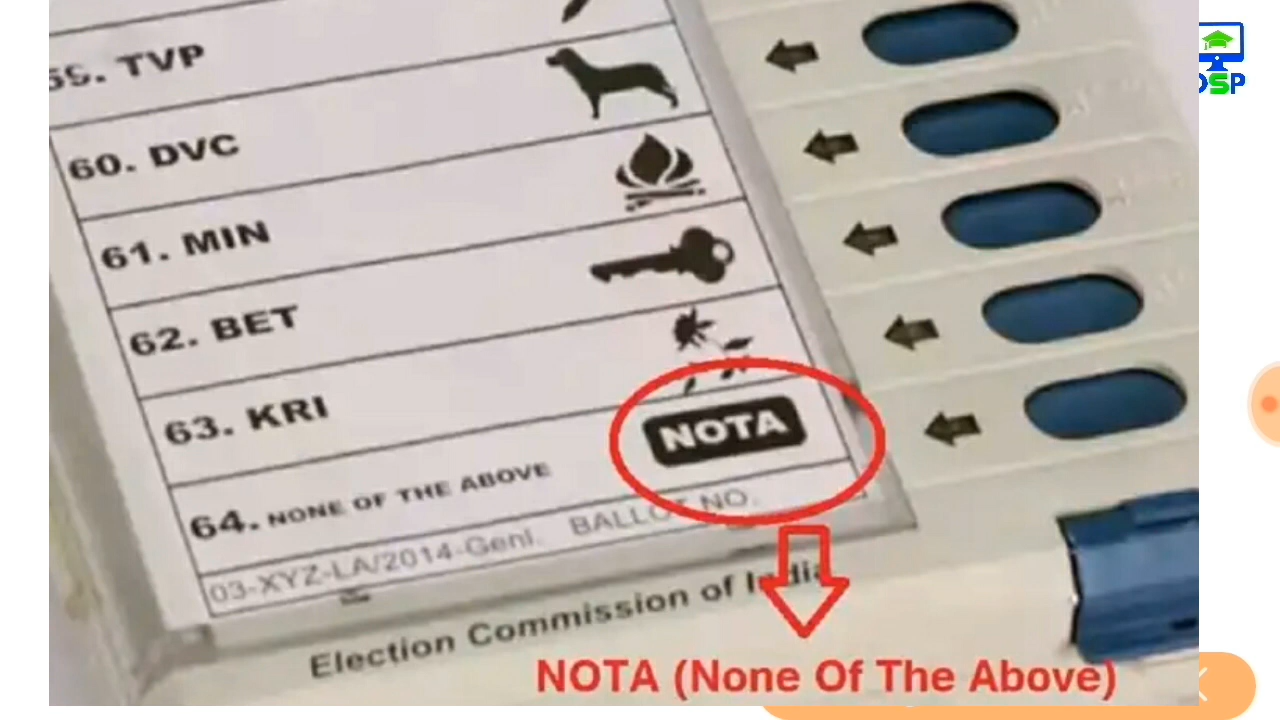 59. TVP
60. DVC
61. MIN
62. BET
63. KRI
NOTA
64. NONE OF THE ABOVE
03-XYZ-LA/2014-Genl. BALLOT NO.
Election Commission of India
NOTA (None Of The Above)
DSP